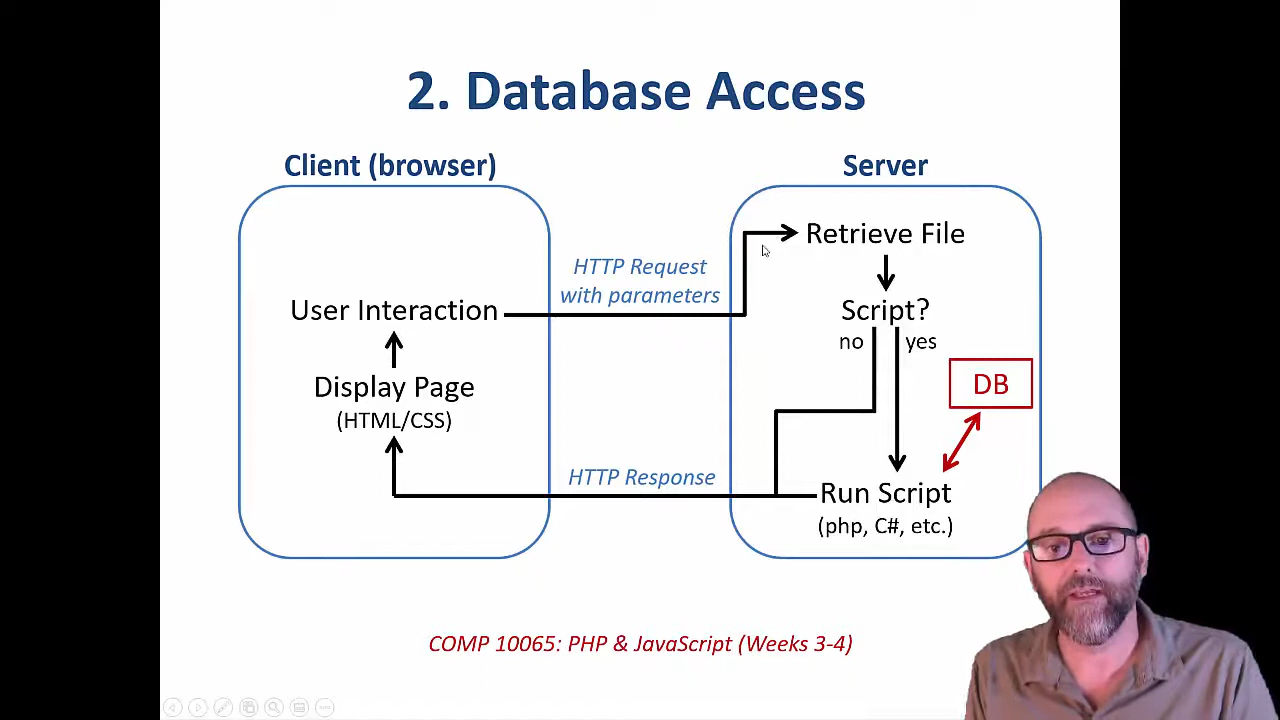 2. Database Access
Client (browser)
Server
Retrieve File
HTTP Request
with parameters
User Interaction
Script?
no
yes
DB
Display Page
(HTML/CSS)
HTTP Response
Run Script
(php, C#, etc.)
COMP 10065: PHP & JavaScript (Weeks 3-4)